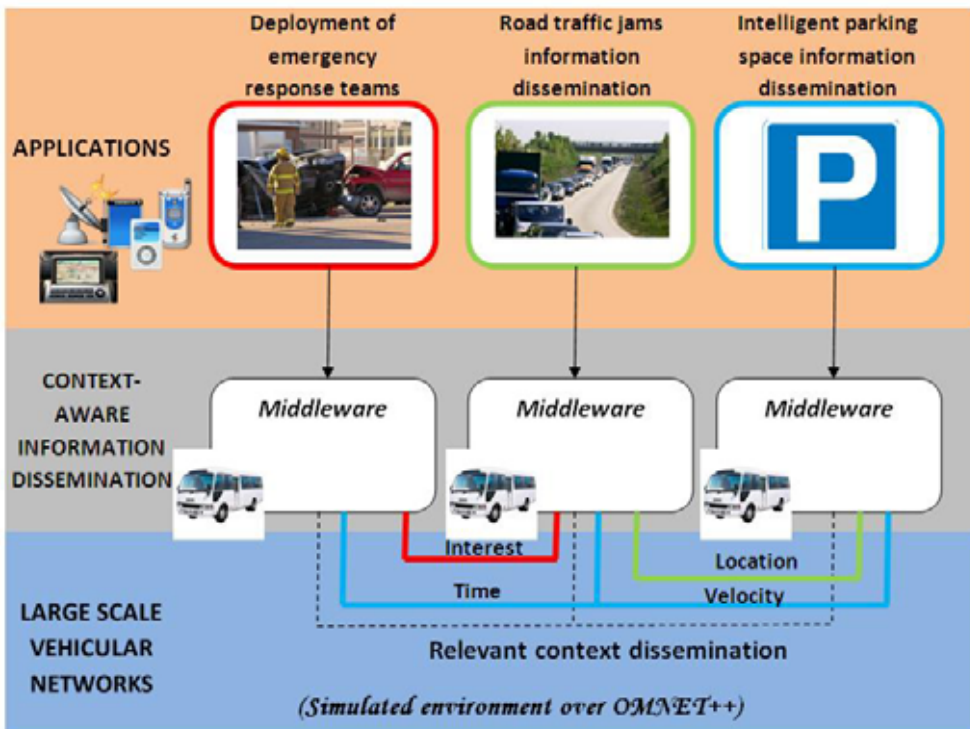 Deployment of
emergency
response teams
Road traffic jams
information
dissemination
Intelligent parking
space information
dissemination
APPLICATIONS
P
CONTEXT-
AWARE
INFORMATION
DISSEMINATION
Middleware
Middleware
Middleware
Interest
Location
Time
Velocity
LARGE SCALE
VEHICULAR
NETWORKS
Relevant context dissemination
(Simulated environment over OMNET++)